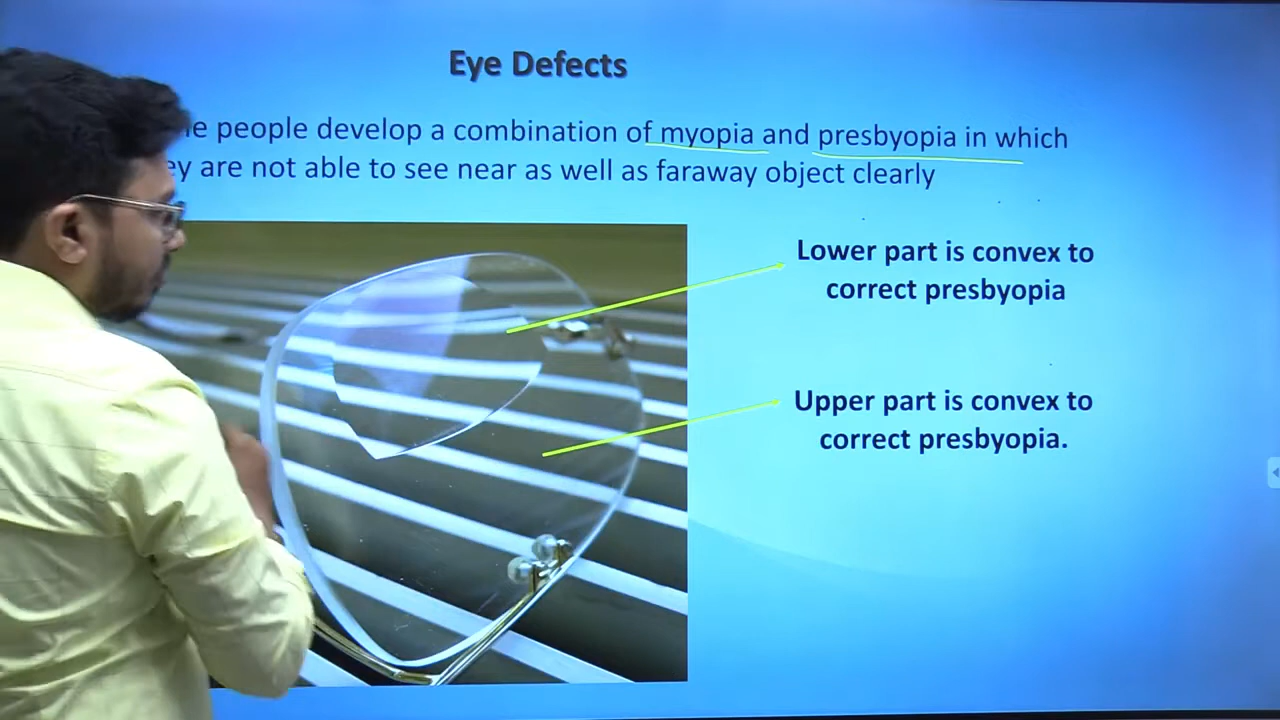 Eye Defects
people develop a combination of myopia and presbyopia in which
are not able to see near as well as faraway object clearly
Lower part is convex to
correct presbyopia
Upper part is convex to
correct presbyopia.